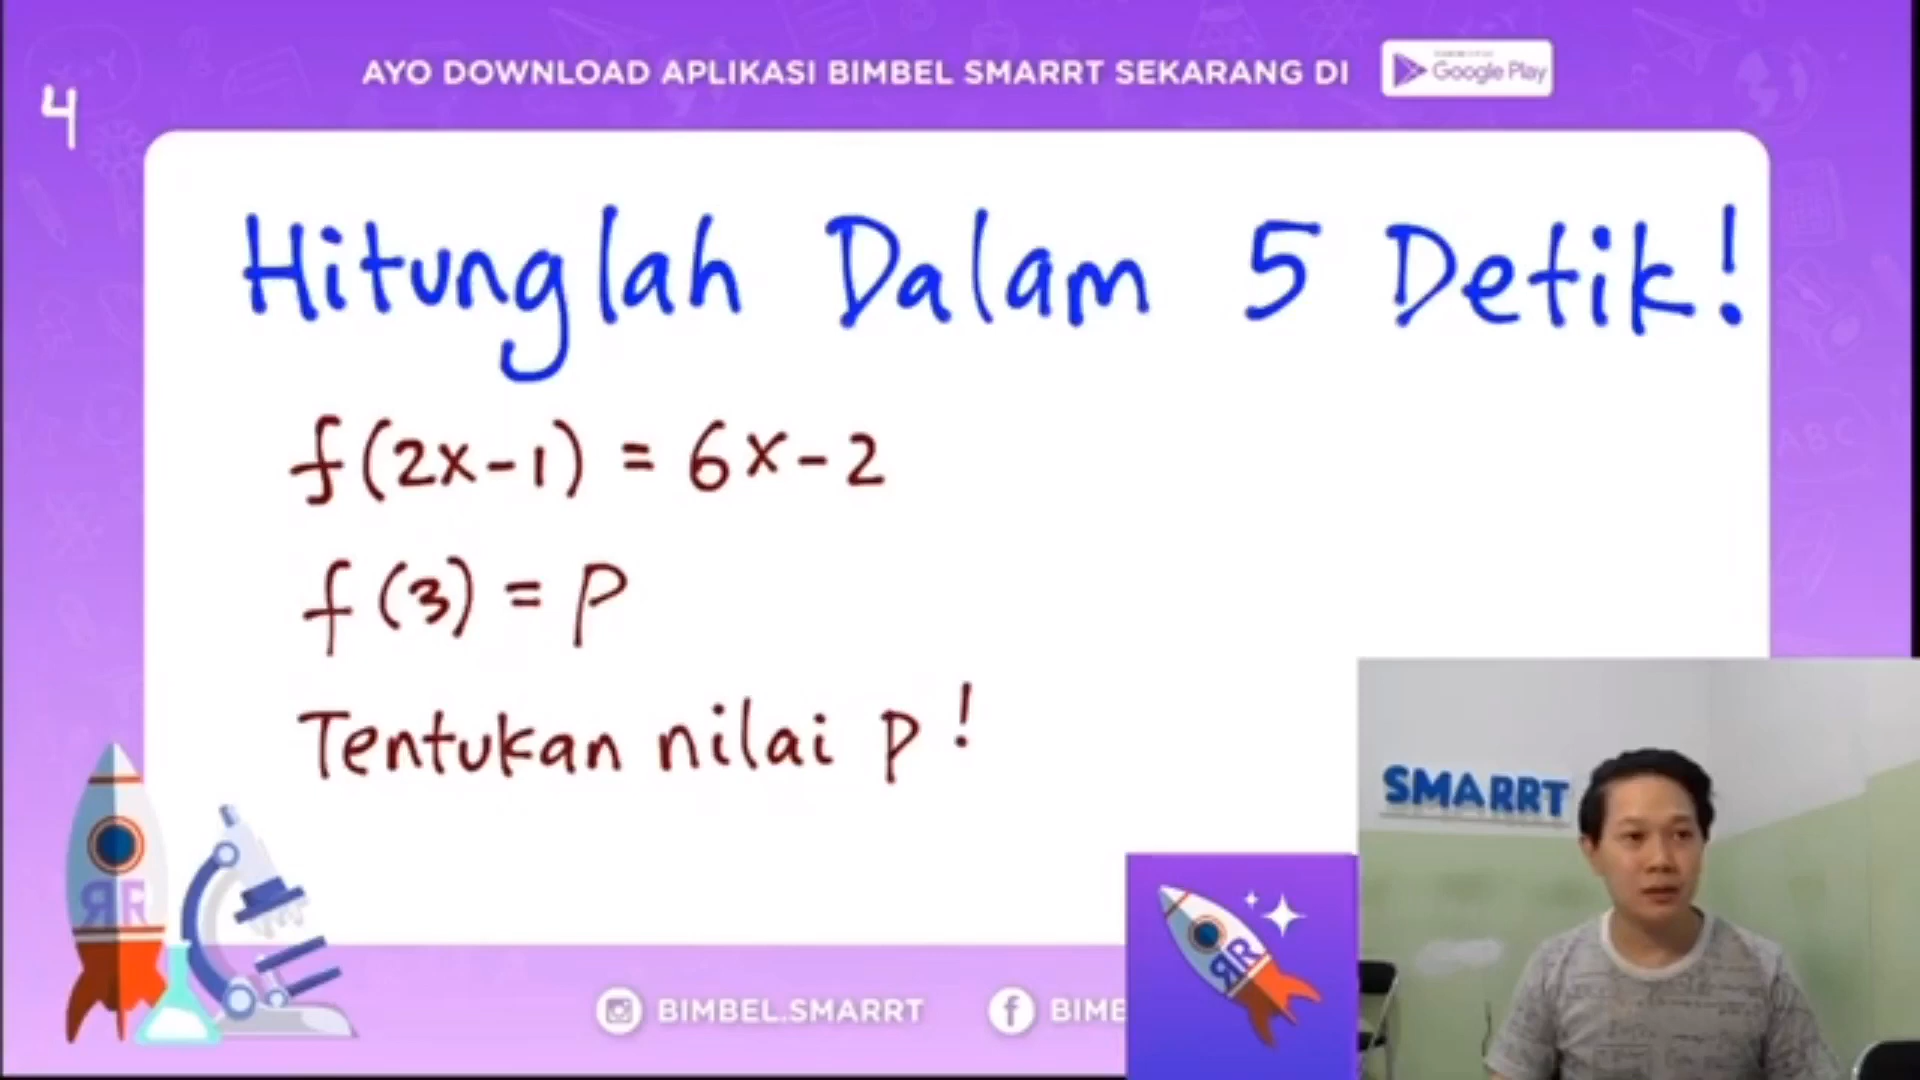 AYO DOWNLOAD APLIKASI BIMBEL SMARRT SEKARANG DI
Google Play
4
Hitunglah Dalam 5 Detik!
f(2x-1) = 6x-2
f(3) = P
Tentukan nilai p!
SMARRT
BIMBEL.SMARRT
BIMB